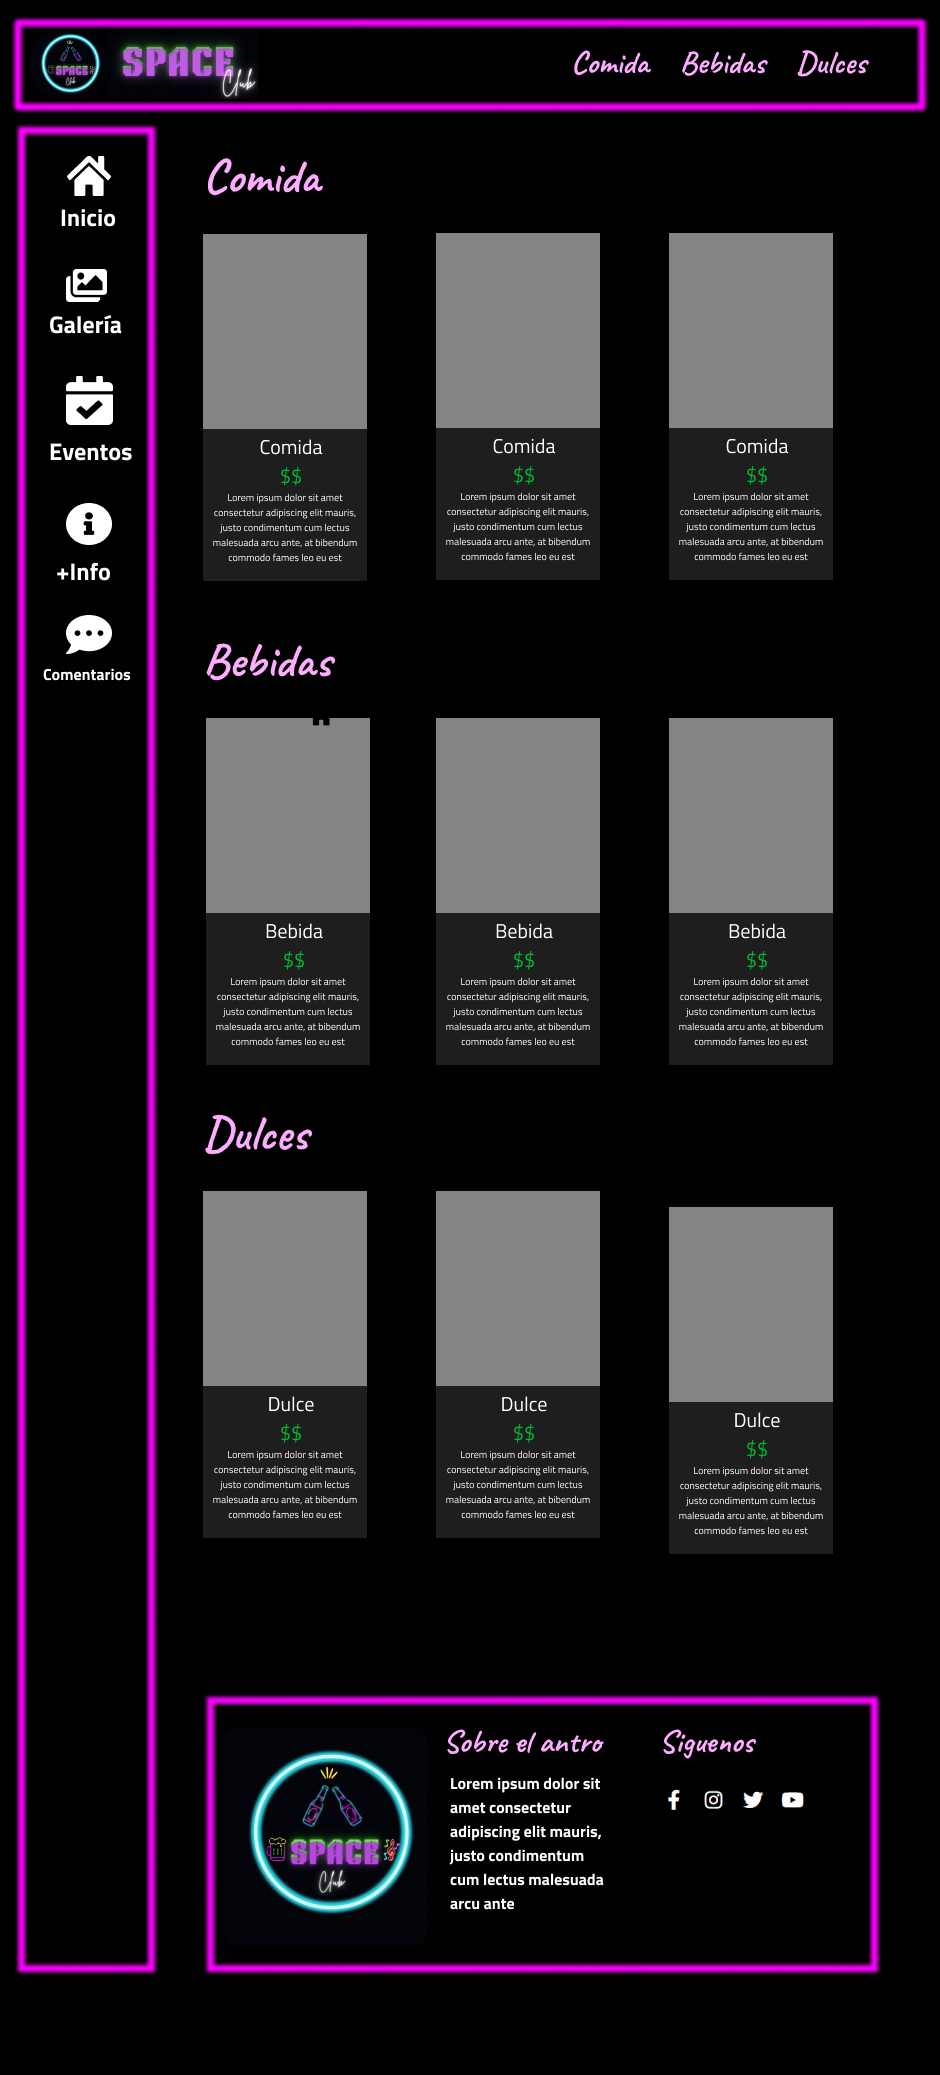 SPACE
Club
SPACE
Club
Comida Bebidas Dulces
Inicio
Galería
Eventos
+Info
Comentarios
Comida
Comida
$$
Lorem ipsum dolor sit amet
consectetur adipiscing elit mauris,
justo condimentum cum lectus
malesuada arcu ante, at bibendum
commodo fames leo eu est
Comida
$$
Lorem ipsum dolor sit amet
consectetur adipiscing elit mauris,
justo condimentum cum lectus
malesuada arcu ante, at bibendum
commodo fames leo eu est
Comida
$$
Lorem ipsum dolor sit amet
consectetur adipiscing elit mauris,
justo condimentum cum lectus
malesuada arcu ante, at bibendum
commodo fames leo eu est
Bebidas
Bebida
$$
Lorem ipsum dolor sit amet
consectetur adipiscing elit mauris,
justo condimentum cum lectus
malesuada arcu ante, at bibendum
commodo fames leo eu est
Bebida
$$
Lorem ipsum dolor sit amet
consectetur adipiscing elit mauris,
justo condimentum cum lectus
malesuada arcu ante, at bibendum
commodo fames leo eu est
Bebida
$$
Lorem ipsum dolor sit amet
consectetur adipiscing elit mauris,
justo condimentum cum lectus
malesuada arcu ante, at bibendum
commodo fames leo eu est
Dulces
Dulce
$$
Lorem ipsum dolor sit amet
consectetur adipiscing elit mauris,
justo condimentum cum lectus
malesuada arcu ante, at bibendum
commodo fames leo eu est
Dulce
$$
Lorem ipsum dolor sit amet
consectetur adipiscing elit mauris,
justo condimentum cum lectus
malesuada arcu ante, at bibendum
commodo fames leo eu est
Dulce
$$
Lorem ipsum dolor sit amet
consectetur adipiscing elit mauris,
justo condimentum cum lectus
malesuada arcu ante, at bibendum
commodo fames leo eu est
SPACE
Club
Sobre el antro
Lorem ipsum dolor sit
amet consectetur
adipiscing elit mauris,
justo condimentum
cum lectus malesuada
arcu ante
Siguenos